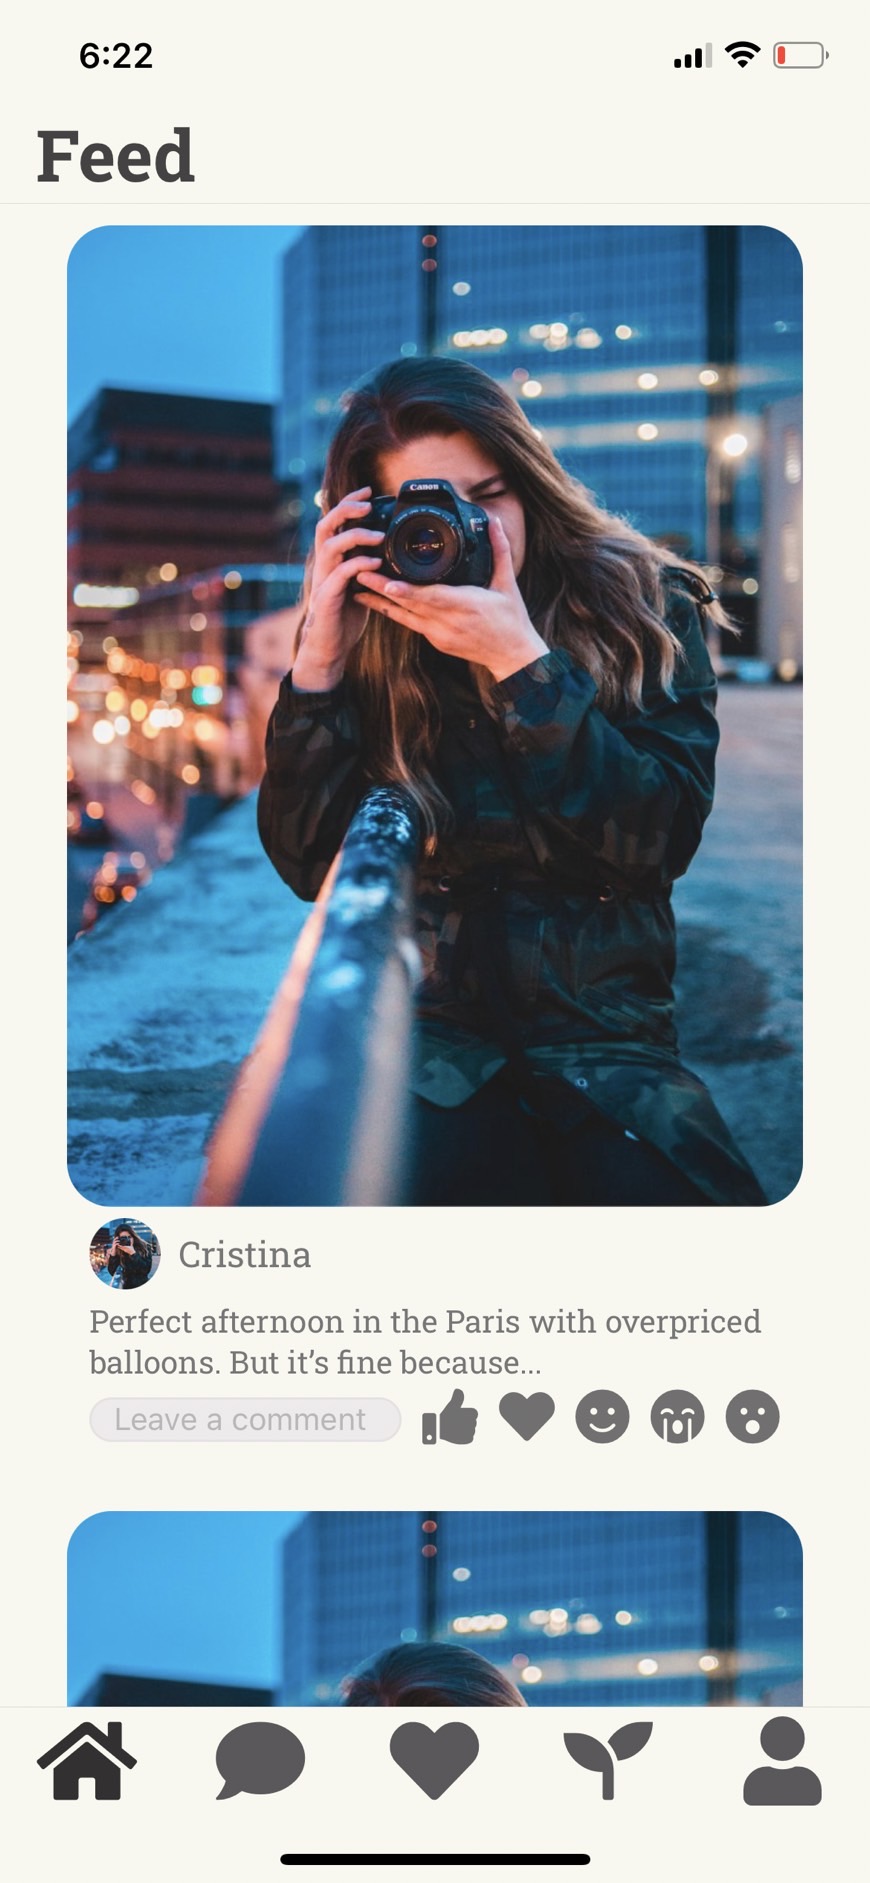 6:22
Feed
Canon
Cristina
Perfect afternoon in the Paris with overpriced
balloons. But it’s fine because...
Leave a comment